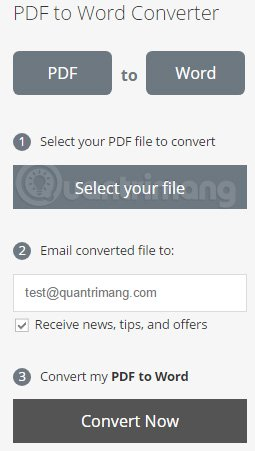 PDF to Word Converter
PDF to Word
1 Select your PDF file to convert
Quantrimang
Select your file
2 Email converted file to:
test@quantrimang.com
Receive news, tips, and offers
3 Convert my PDF to Word
Convert Now